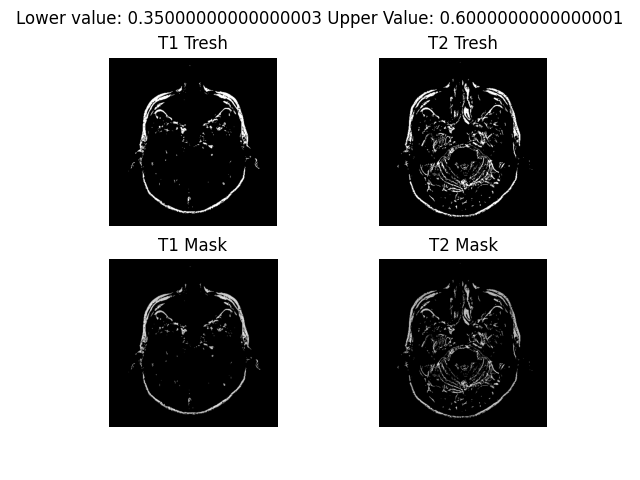 Lower value: 0.35000000000000003 Upper Value: 0.6000000000000001
T1 Tresh
T2 Tresh
T1 Mask
T2 Mask